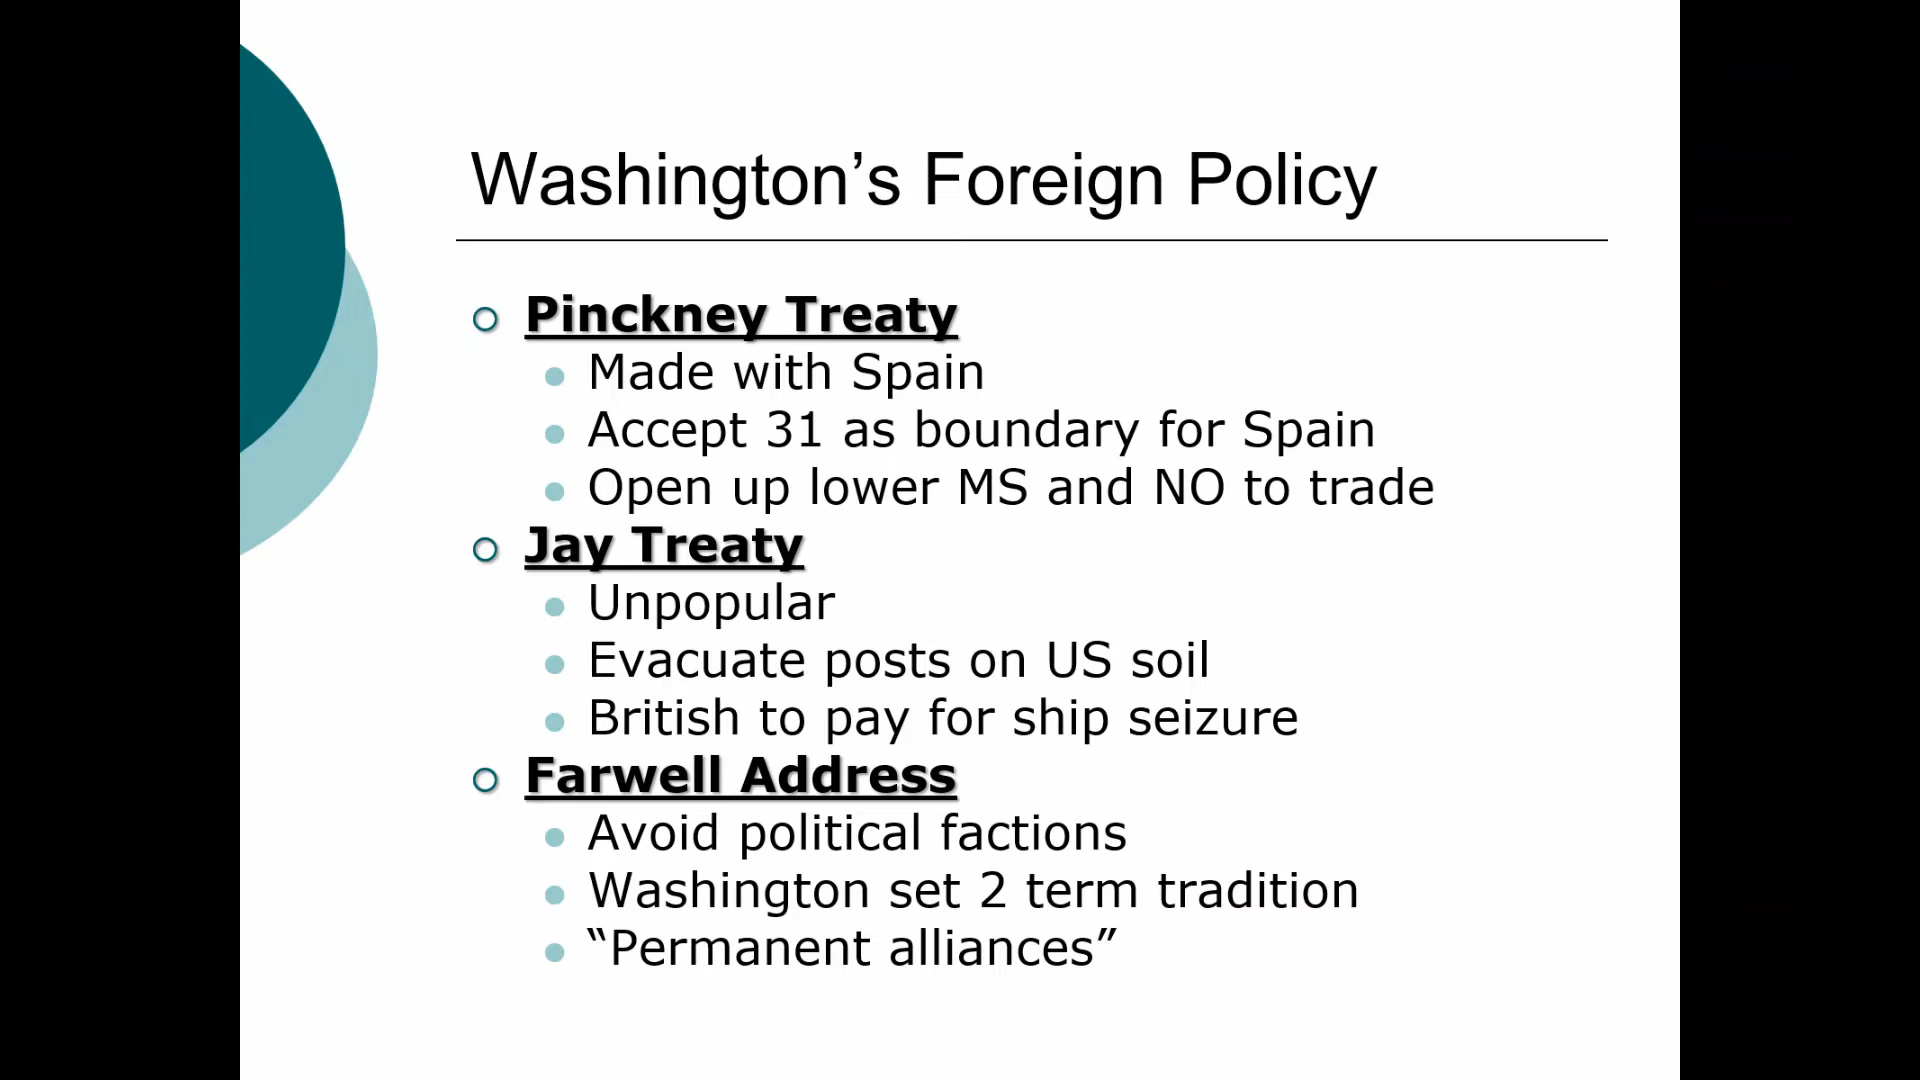 Washington’s Foreign Policy
Pinckney Treaty
Made with Spain
Accept 31 as boundary for Spain
Open up lower MS and NO to trade
Jay Treaty
Unpopular
Evacuate posts on US soil
British to pay for ship seizure
Farwell Address
Avoid political factions
Washington set 2 term tradition
“Permanent alliances”